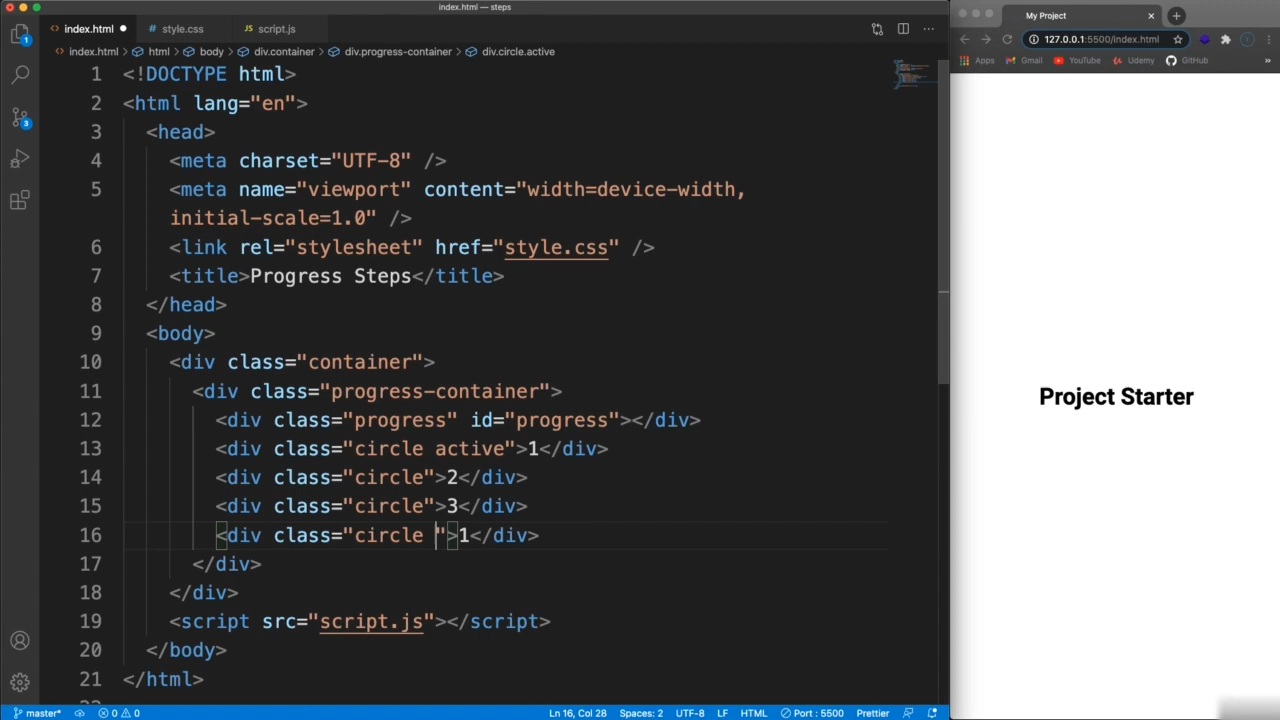 index.html — steps
index.html
style.css
JS script.js
index.html > html > body > div.container > div.progress-container > div.circle.active
1 <!DOCTYPE html>
2 <html lang="en">
3 <head>
4 <meta charset="UTF-8" />
5 <meta name="viewport" content="width=device-width,
initial-scale=1.0" />
6 <link rel="stylesheet" href="style.css" />
7 <title>Progress Steps</title>
8 </head>
9 <body>
10 <div class="container">
11 <div class="progress-container">
12 <div class="progress" id="progress"></div>
13 <div class="circle active">1</div>
14 <div class="circle">2</div>
15 <div class="circle">3</div>
16 <div class="circle ">1</div>
17 </div>
18 </div>
19 <script src="script.js"></script>
20 </body>
21 </html>
1
3
master*
0 0
Ln 16, Col 28
Spaces: 2
UTF-8
LF
HTML
Port : 5500
Prettier
My Project
127.0.0.1:5500/index.html
Apps
Gmail
YouTube
Udemy
GitHub
»
Project Starter